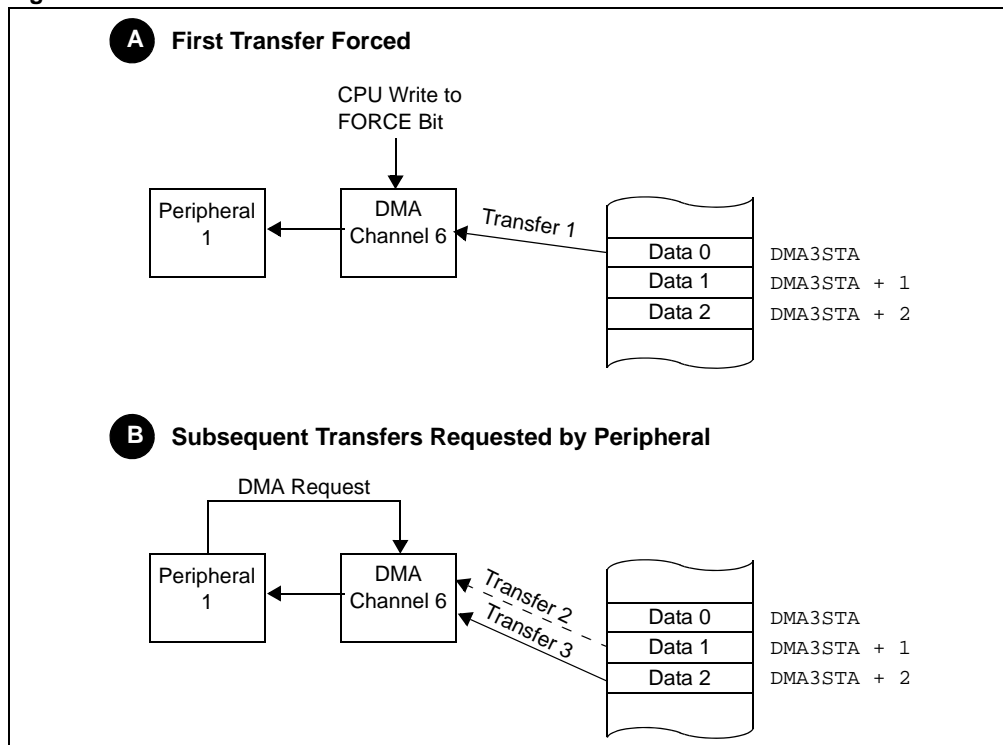 A First Transfer Forced
CPU Write to
FORCE Bit
Peripheral
1
DMA
Channel 6
Transfer 1
Data 0 DMA3STA
Data 1 DMA3STA + 1
Data 2 DMA3STA + 2
B Subsequent Transfers Requested by Peripheral
DMA Request
Peripheral
1
DMA
Channel 6
Transfer 2
Transfer 3
Data 0 DMA3STA
Data 1 DMA3STA + 1
Data 2 DMA3STA + 2